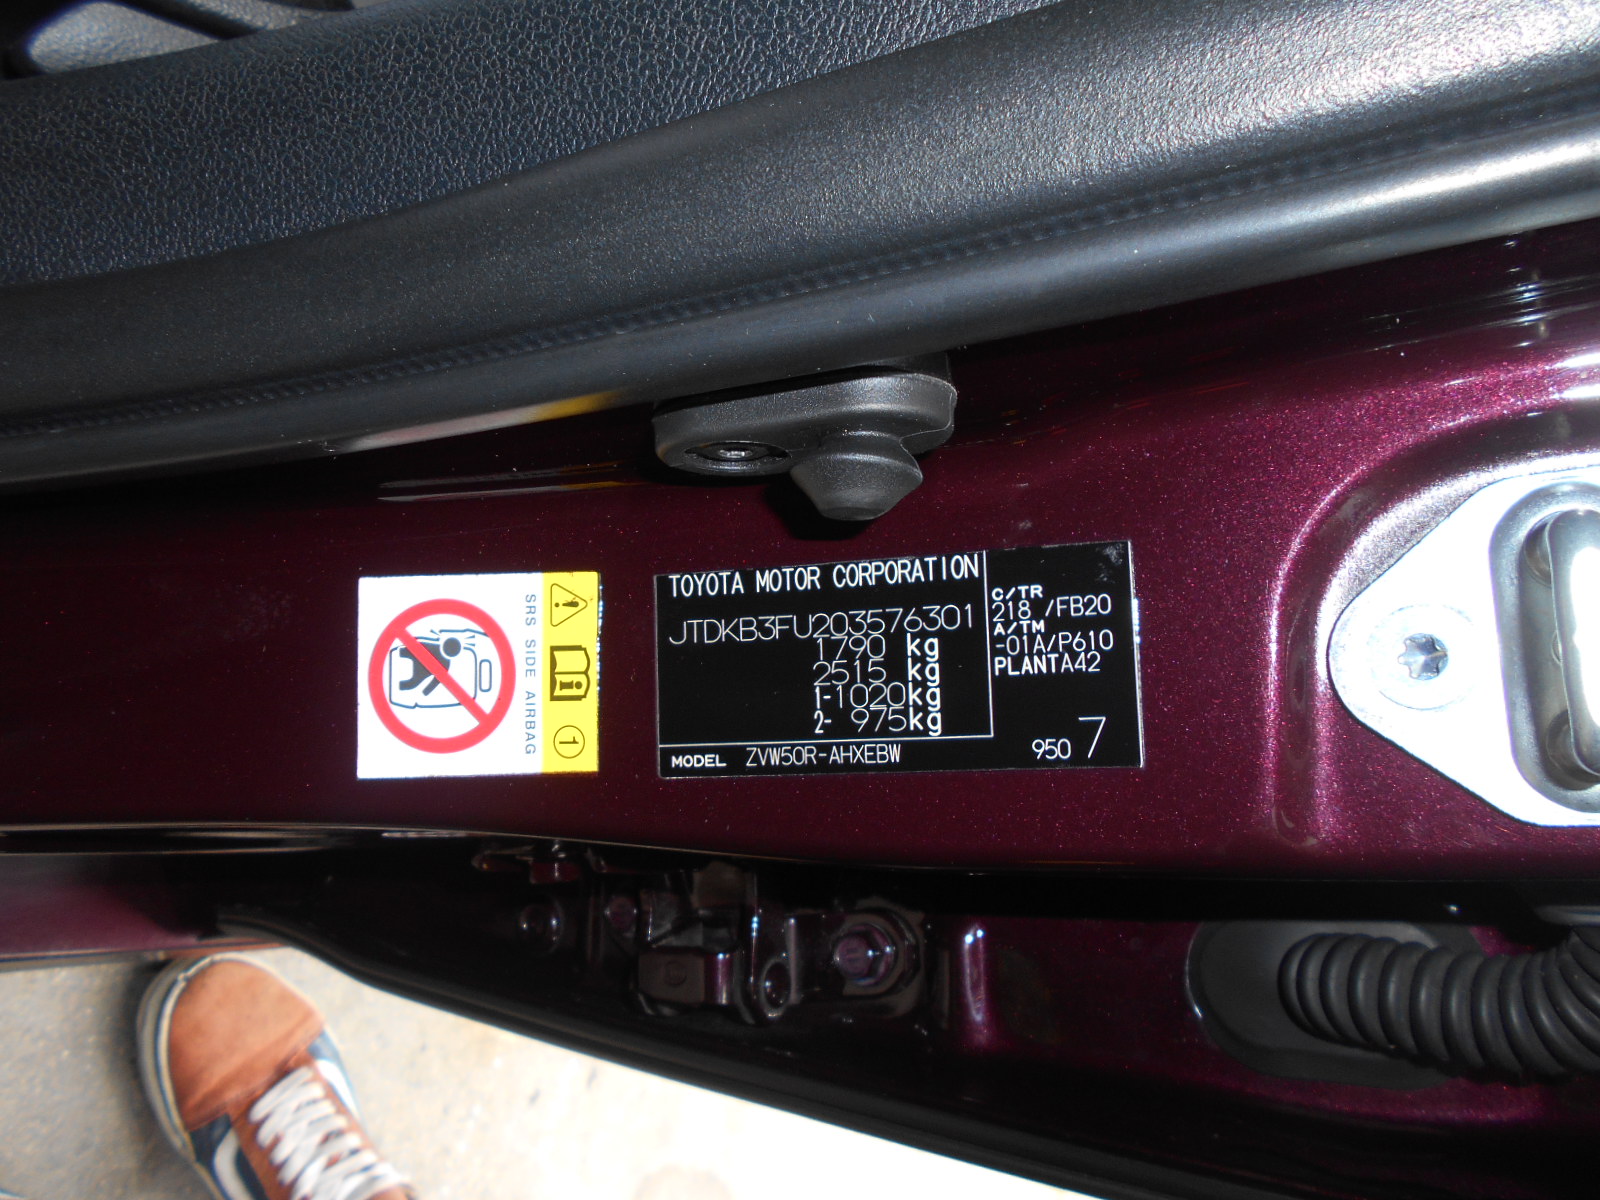 SRS SIDE AIRBAG
1
TOYOTA MOTOR CORPORATION
JTDKB3FU203576301
1790 kg
2515 kg
1-1020kg
2- 975kg
MODEL ZVW50R-AHXEBW
C/TR
218 /FB20
A/TM
-01A/P610
PLANTA42
950 7